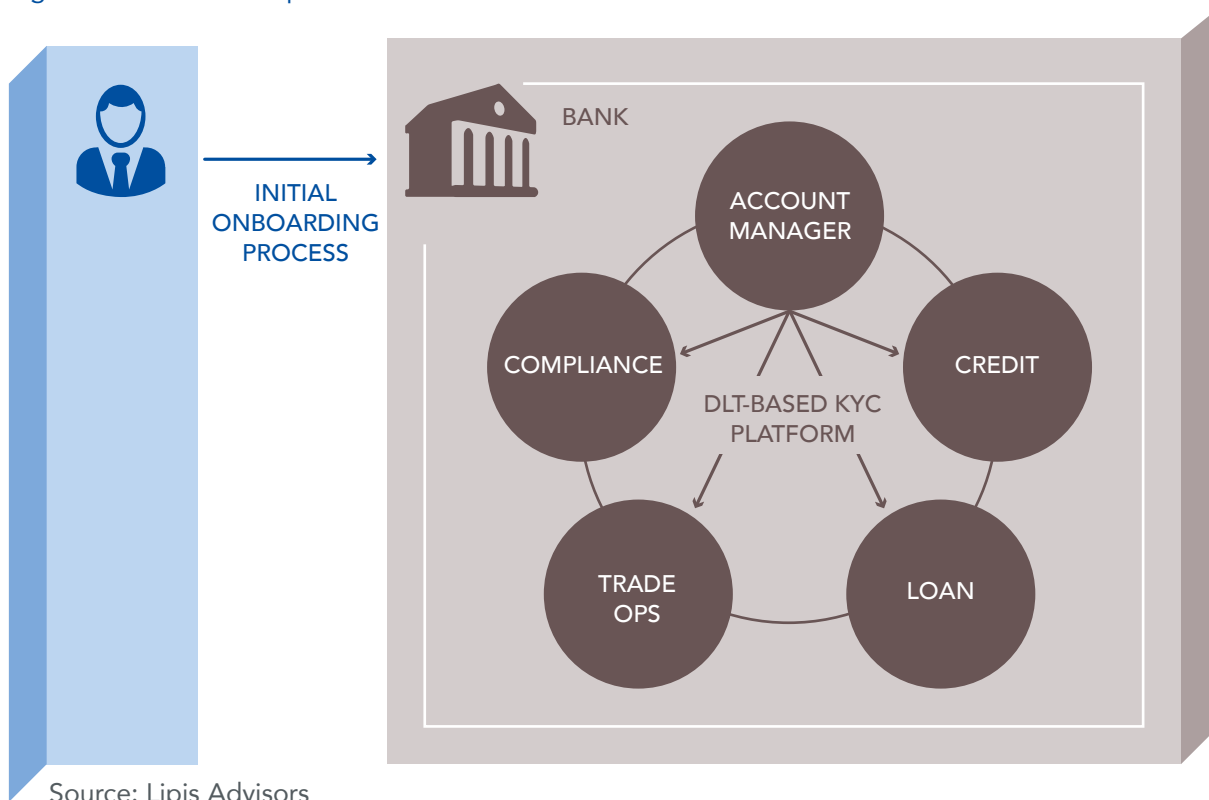 INITIAL
ONBOARDING
PROCESS
BANK
ACCOUNT
MANAGER
COMPLIANCE
CREDIT
DLT-BASED KYC
PLATFORM
TRADE
OPS
LOAN
Source: Lipis Advisors